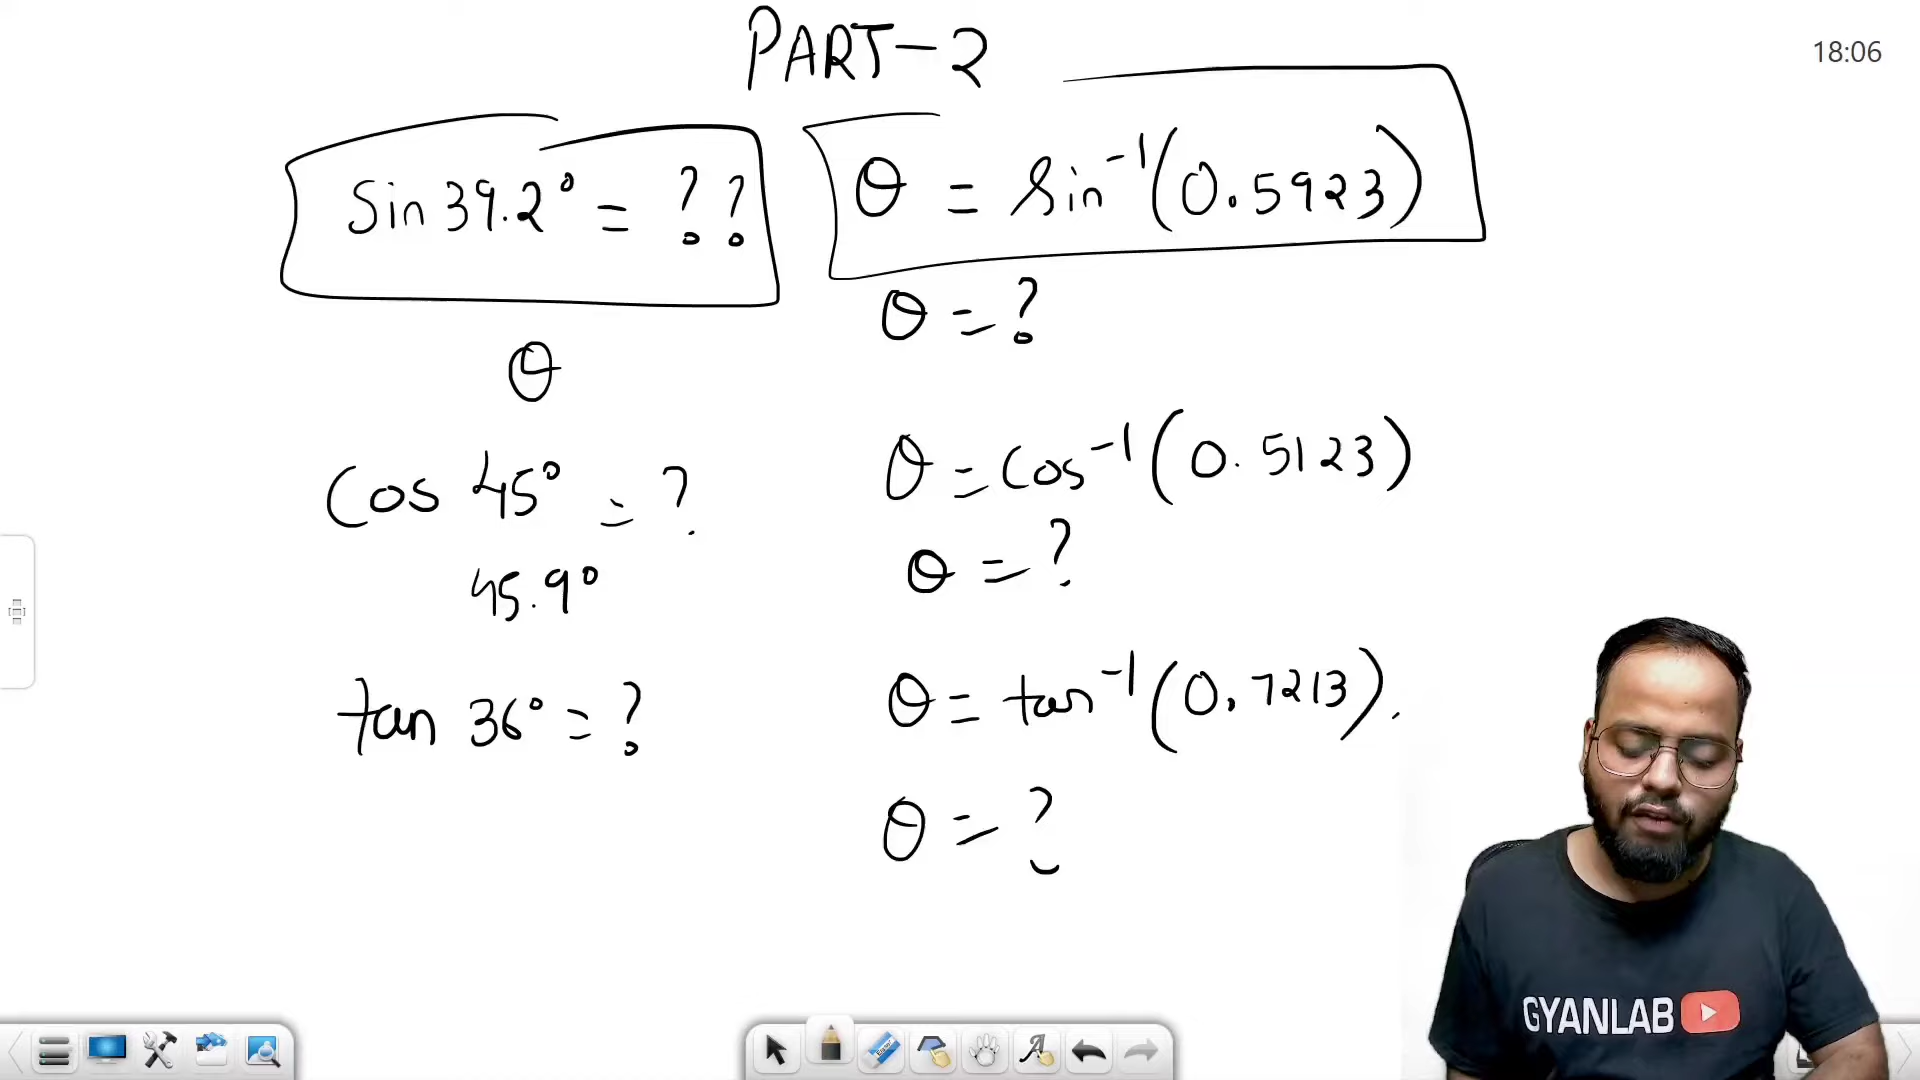 PART-2
18:06
Sin 39.2° = ??
θ = sin⁻¹(0.5923)
θ = ?
θ
Cos 45° = ?
θ = cos⁻¹(0.5123)
45.9°
θ = ?
tan 36° = ?
θ = tan⁻¹(0.7213).
θ = ?
GYANLAB
Eraser
A